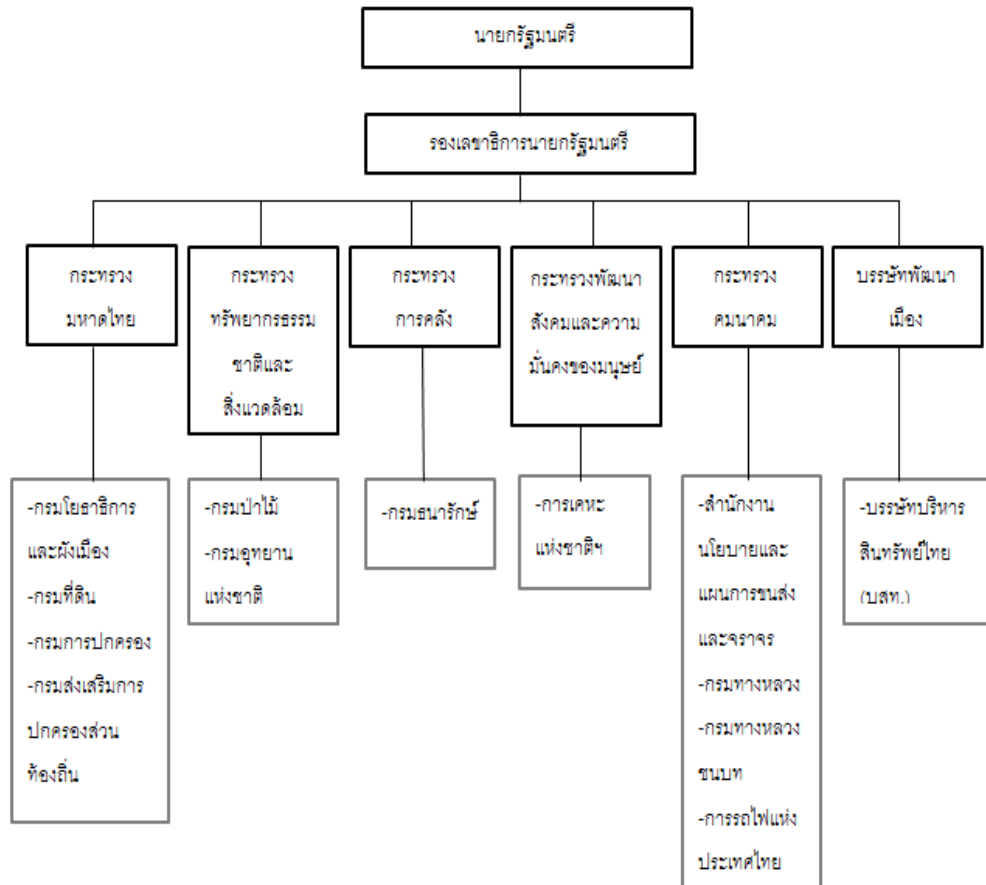 นายกรัฐมนตรี
รองเลขาธิการนายกรัฐมนตรี
กระทรวง
มหาดไทย
กระทรวง
ทรัพยากรธรรม
ชาติและ
สิ่งแวดล้อม
กระทรวง
การคลัง
กระทรวงพัฒนา
สังคมและความ
มั่นคงของมนุษย์
กระทรวง
คมนาคม
บรรษัทพัฒนา
เมือง
-กรมโยธาธิการ
และผังเมือง
-กรมที่ดิน
-กรมการปกครอง
-กรมส่งเสริมการ
ปกครองส่วน
ท้องถิ่น
-กรมป่าไม้
-กรมอุทยาน
แห่งชาติ
-กรมธนารักษ์
-การเคหะ
แห่งชาติฯ
-สำนักงาน
นโยบายและ
แผนการขนส่ง
และจราจร
-กรมทางหลวง
-กรมทางหลวง
ชนบท
-การรถไฟแห่ง
ประเทศไทย
-บรรษัทบริหาร
สินทรัพย์ไทย
(บสท.)